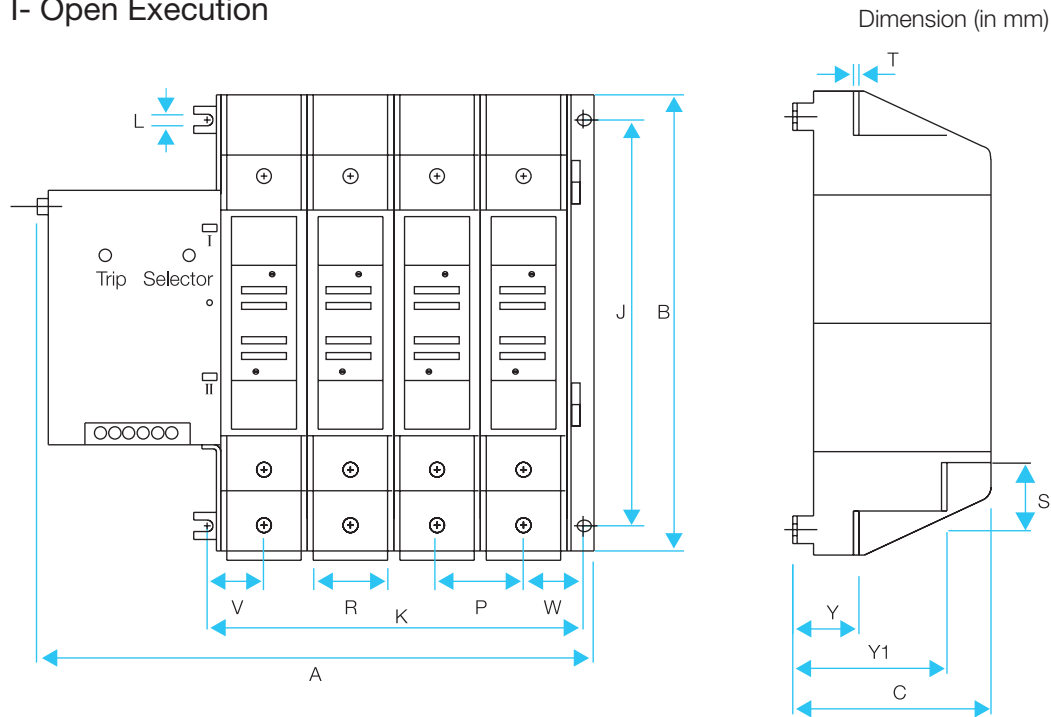 I- Open Execution
Dimension (in mm)
T
L
I
Trip Selector
J
B
II
S
V
R
P
W
K
Y
A
Y1
C